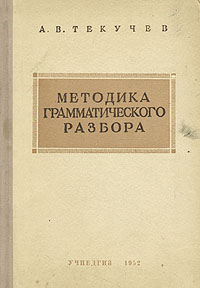 А. В. ТЕКУЧЕВ
МЕТОДИКА
ГРАММАТИЧЕСКОГО
РАЗБОРА
УЧПЕДГИЗ 1952